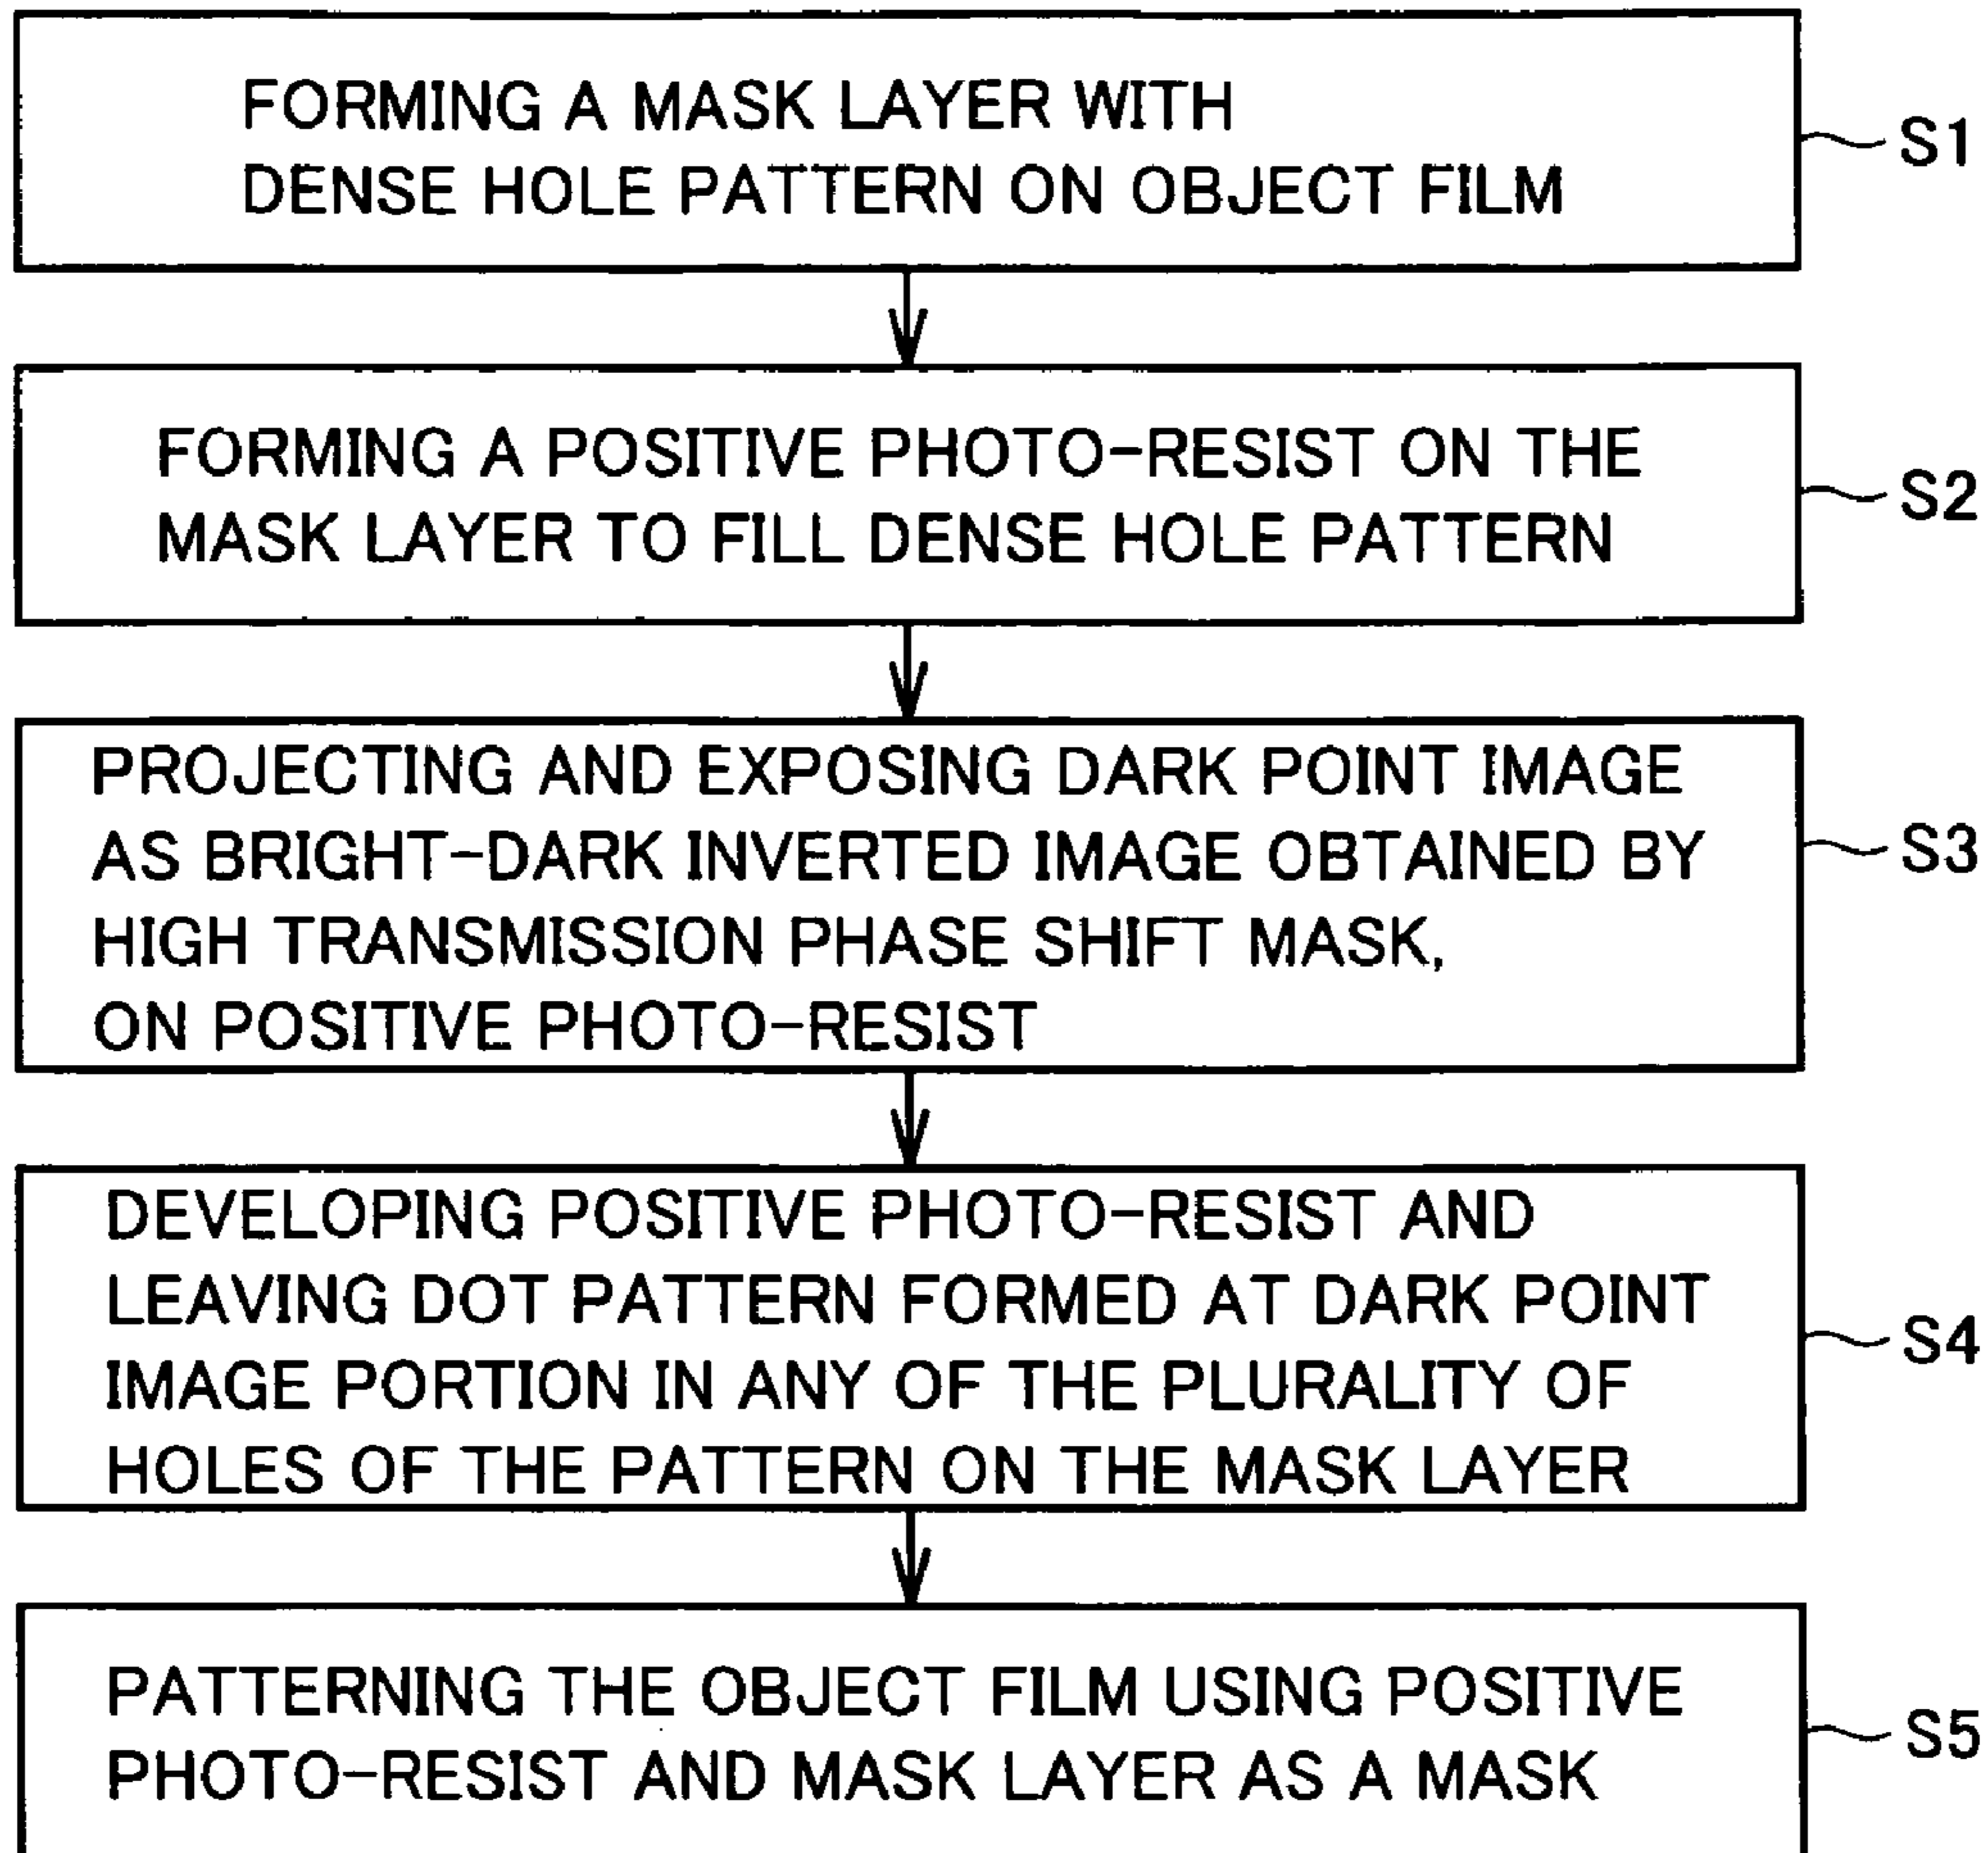 FORMING A MASK LAYER WITH
DENSE HOLE PATTERN ON OBJECT FILM
S1
FORMING A POSITIVE PHOTO-RESIST ON THE
MASK LAYER TO FILL DENSE HOLE PATTERN
S2
PROJECTING AND EXPOSING DARK POINT IMAGE
AS BRIGHT-DARK INVERTED IMAGE OBTAINED BY
HIGH TRANSMISSION PHASE SHIFT MASK,
ON POSITIVE PHOTO-RESIST
S3
DEVELOPING POSITIVE PHOTO-RESIST AND
LEAVING DOT PATTERN FORMED AT DARK POINT
IMAGE PORTION IN ANY OF THE PLURALITY OF
HOLES OF THE PATTERN ON THE MASK LAYER
S4
PATTERNING THE OBJECT FILM USING POSITIVE
PHOTO-RESIST AND MASK LAYER AS A MASK
S5